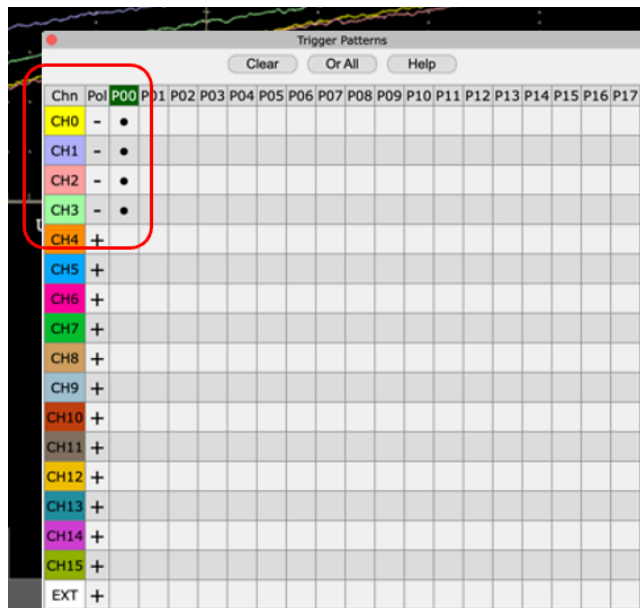 Trigger Patterns
Clear Or All Help
Chn Pol P00 P01 P02 P03 P04 P05 P06 P07 P08 P09 P10 P11 P12 P13 P14 P15 P16 P17
CH0 - •
CH1 - •
CH2 - •
CH3 - •
CH4 +
CH5 +
CH6 +
CH7 +
CH8 +
CH9 +
CH10 +
CH11 +
CH12 +
CH13 +
CH14 +
CH15 +
EXT +